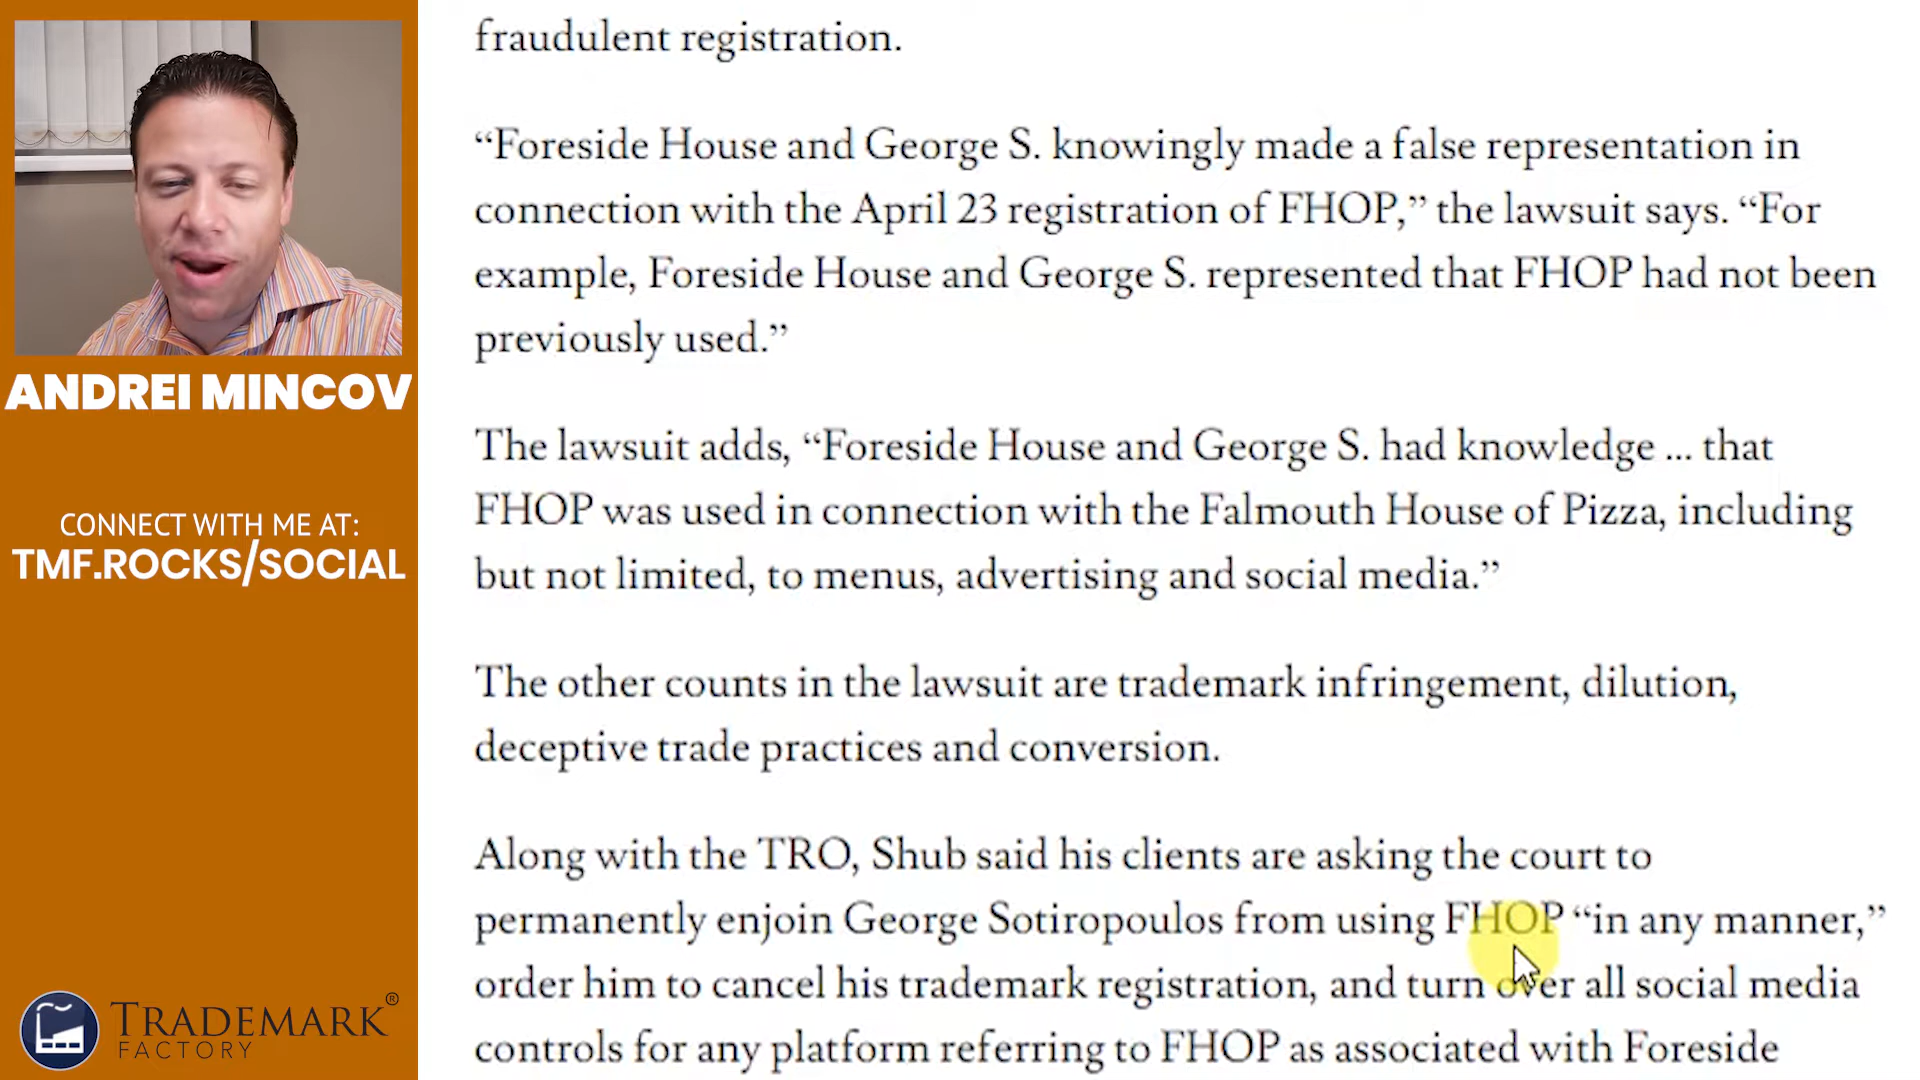 ANDREI MINCOV
CONNECT WITH ME AT:
TMF.ROCKS/SOCIAL
TRADEMARK®
FACTORY
fraudulent registration.
“Foreside House and George S. knowingly made a false representation in
connection with the April 23 registration of FHOP,” the lawsuit says. “For
example, Foreside House and George S. represented that FHOP had not been
previously used.”
The lawsuit adds, “Foreside House and George S. had knowledge ... that
FHOP was used in connection with the Falmouth House of Pizza, including
but not limited, to menus, advertising and social media.”
The other counts in the lawsuit are trademark infringement, dilution,
deceptive trade practices and conversion.
Along with the TRO, Shub said his clients are asking the court to
permanently enjoin George Sotiropoulos from using FHOP “in any manner,”
order him to cancel his trademark registration, and turn over all social media
controls for any platform referring to FHOP as associated with Foreside